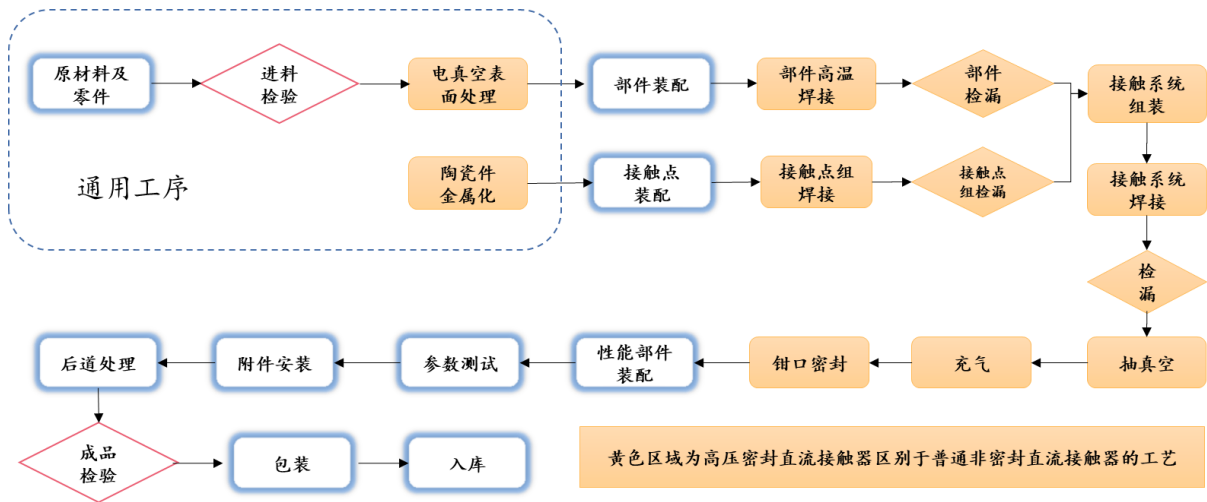 原材料及
零件
进料
检验
电真空表
面处理
部件装配
部件高温
焊接
部件
检漏
接触系统
组装
通用工序
陶瓷件
金属化
接触点
装配
接触点组
焊接
接触点
组检漏
接触系统
焊接
检
漏
后道处理
附件安装
参数测试
性能部件
装配
钳口密封
充气
抽真空
成品
检验
包装
入库
黄色区域为高压密封直流接触器区别于普通非密封直流接触器的工艺